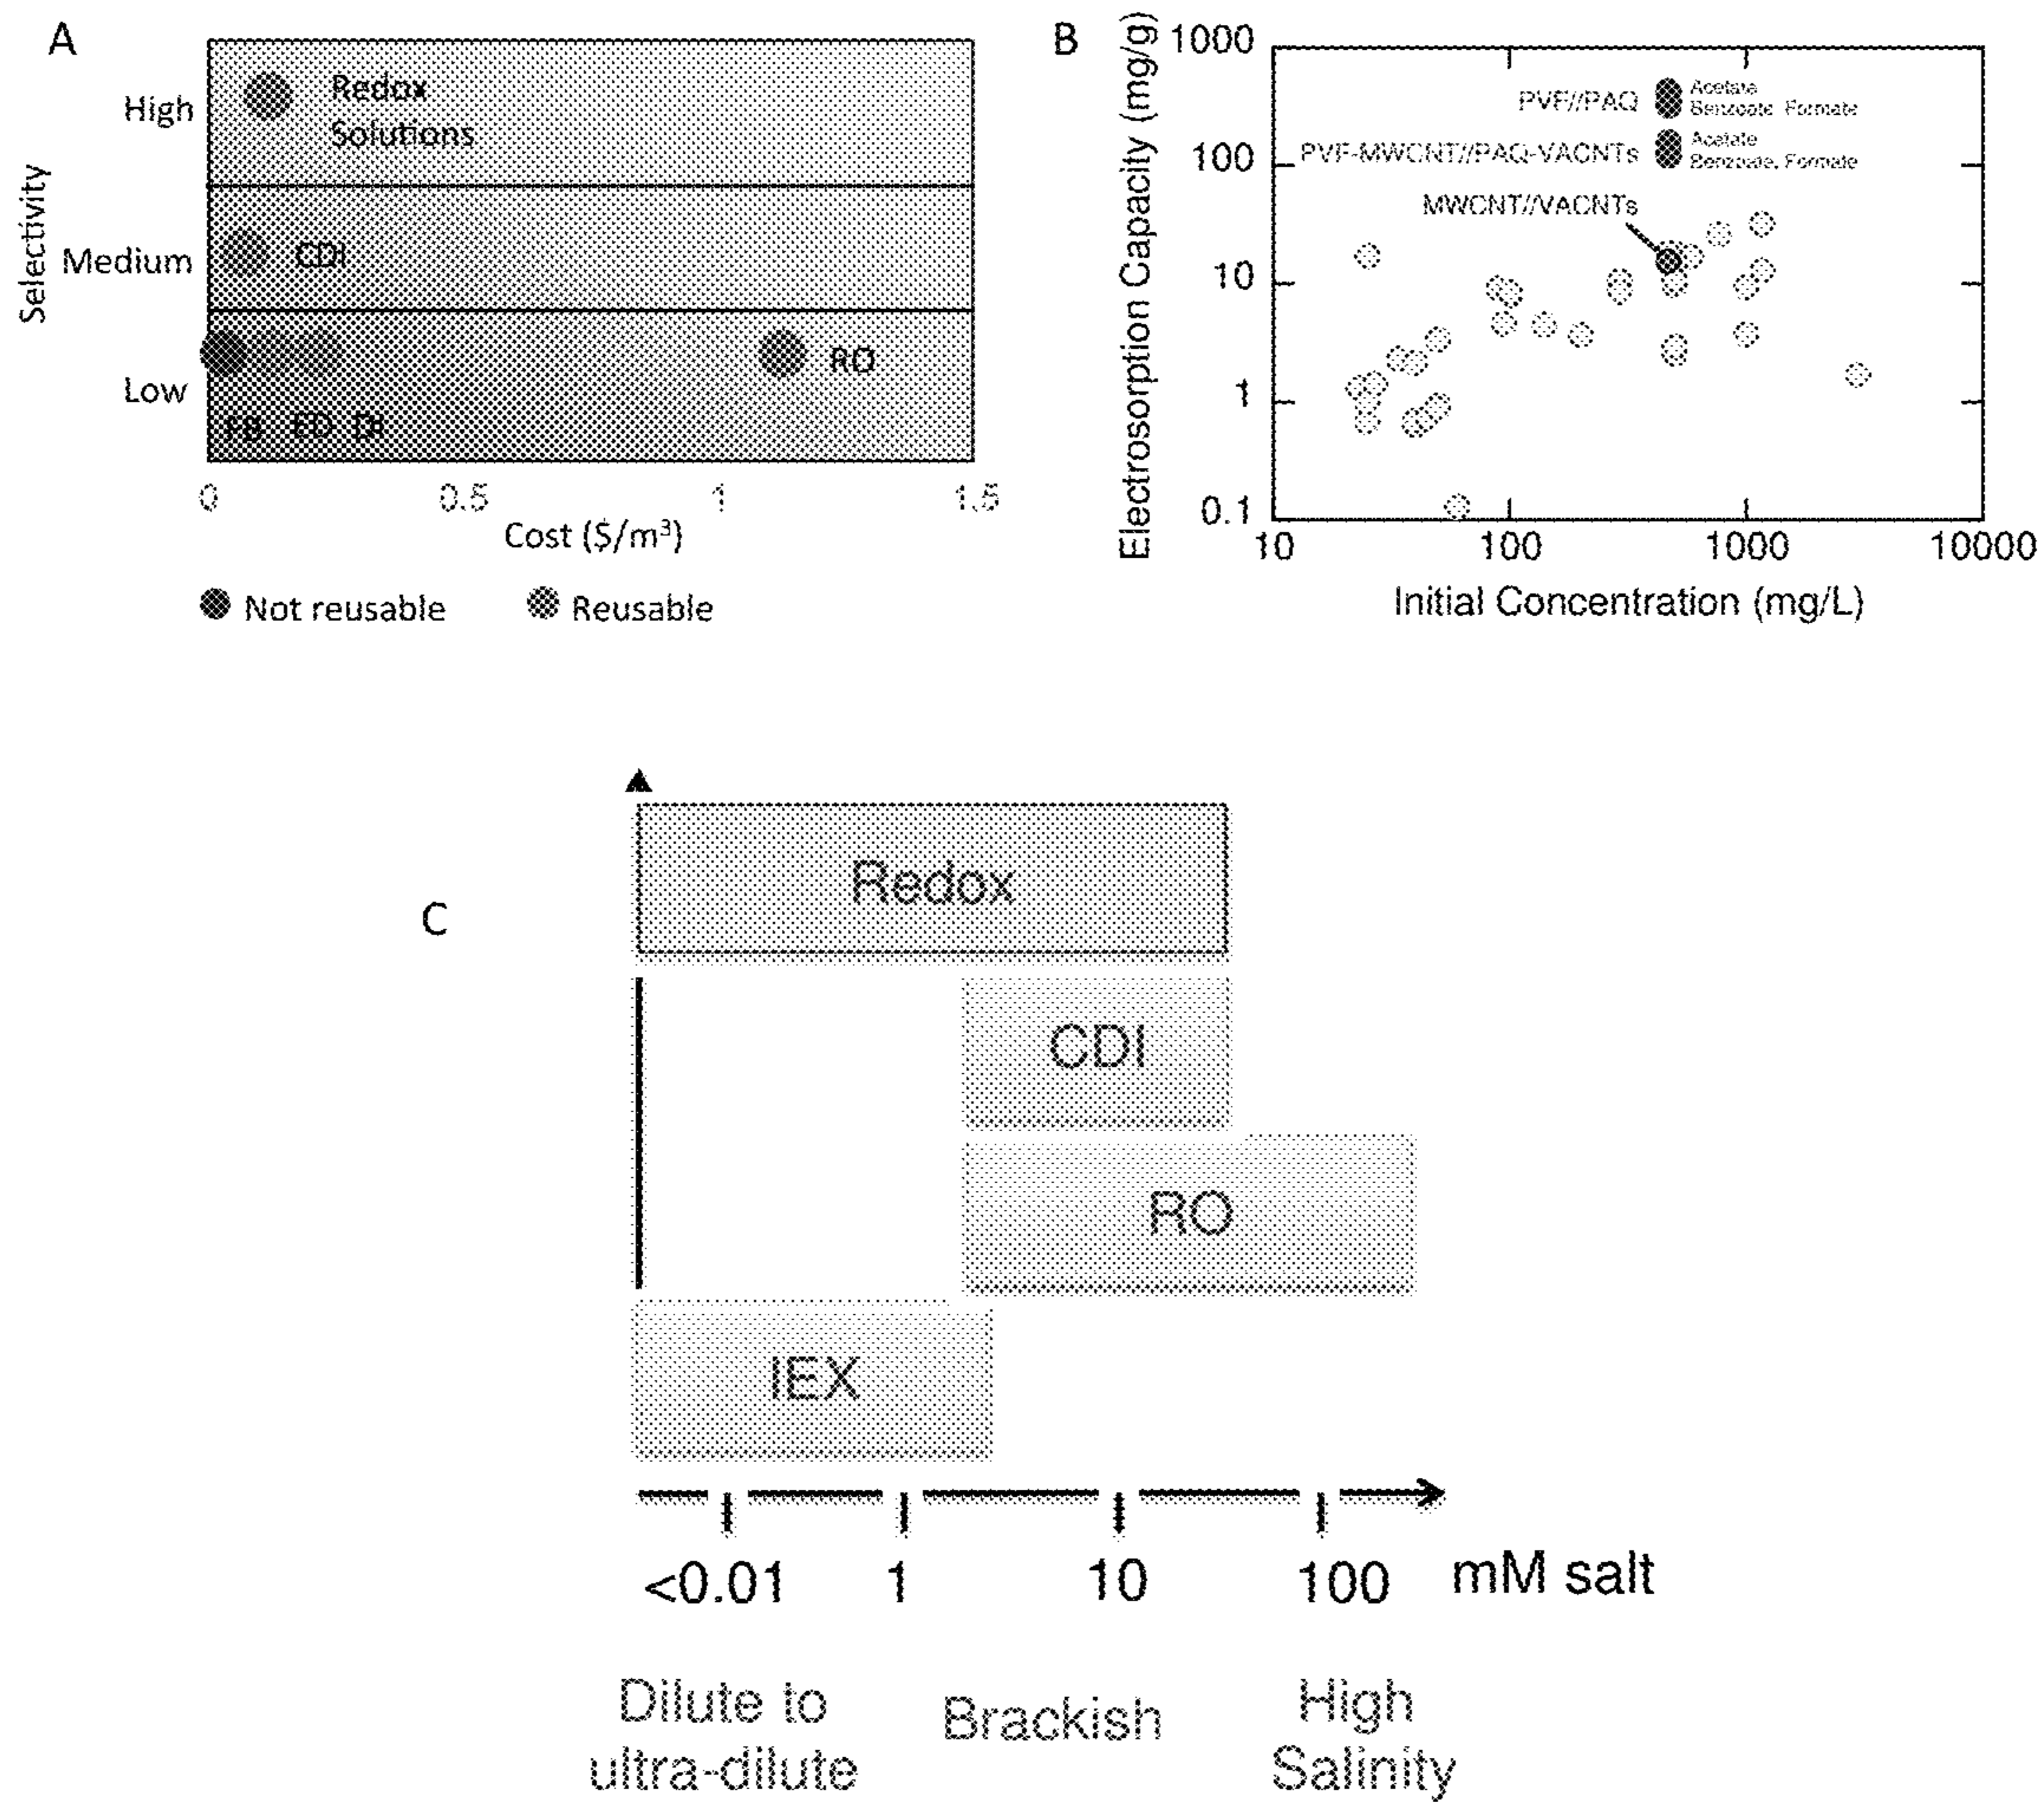 A
Selectivity
High
Medium
Low
Redox
Solutions
CDI
RO
FB ED DI
0 0.5 1 1.5
Cost ($/m³)
Not reusable
Reusable
B
Electrosorption Capacity (mg/g)
1000
100
10
1
0.1
PVF//PAQ
Acetate
Benzoate, Formate
PVF-MWCNT//PAQ-VACNTs
Acetate
Benzoate, Formate
MWCNT//VACNTs
10 100 1000 10000
Initial Concentration (mg/L)
C
Redox
CDI
RO
IEX
<0.01 1 10 100 mM salt
Dilute to
ultra-dilute
Brackish
High
Salinity